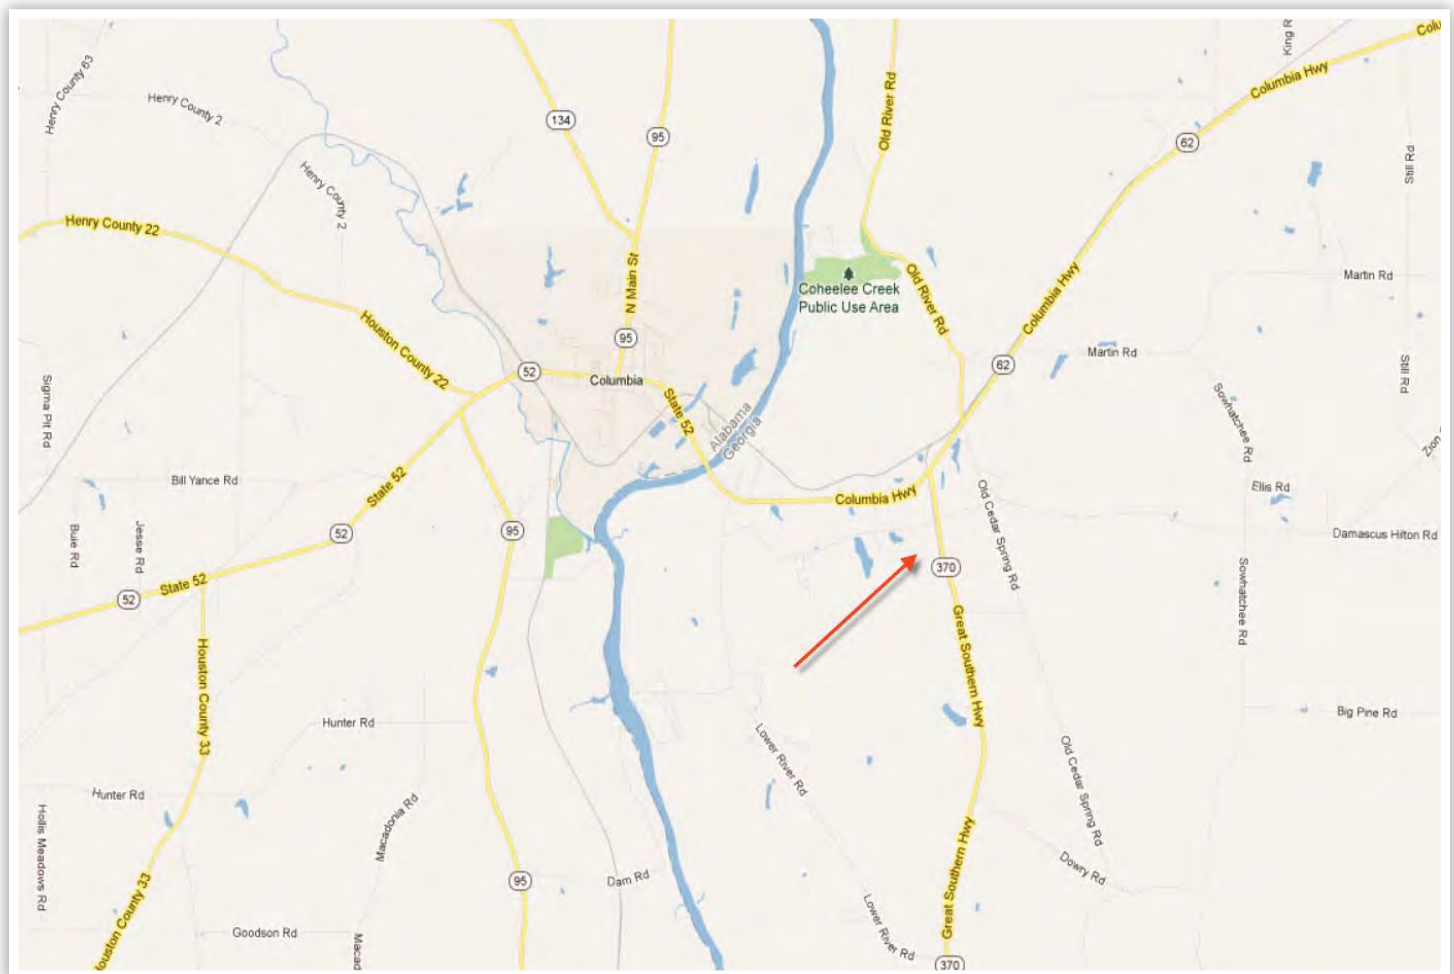 Colu
King R
Henry County 63
Columbia Hwy
Old River Rd
Henry County 2
134
95
62
Still Rd
Henry County 2
Henry County 22
N Main St
Coheelee Creek
Public Use Area
Old River Rd
Columbia Hwy
Martin Rd
Houston County 22
95
52
Columbia
62
Martin Rd
Still Rd
Sigma Pit Rd
State 52
Alabama
Georgia
Sowhatchee Rd
Zion
Bill Yance Rd
State 52
Columbia Hwy
Old Cedar Spring Rd
Ellis Rd
Buie Rd
Jesse Rd
52
95
Damascus Hilton Rd
370
State 52
52
Sowhatchee Rd
Great Southern Hwy
Houston County 33
Hunter Rd
Lower River Rd
Big Pine Rd
Old Cedar Spring Rd
Hunter Rd
Hollis Meadows Rd
Macadonia Rd
Great Southern Hwy
Dowry Rd
95
Dam Rd
Houston County 33
Goodson Rd
Macad
Lower River Rd
370